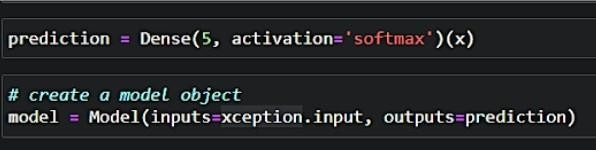 prediction = Dense(5, activation='softmax')(x)
# create a model object
model = Model(inputs=xception.input, outputs=prediction)